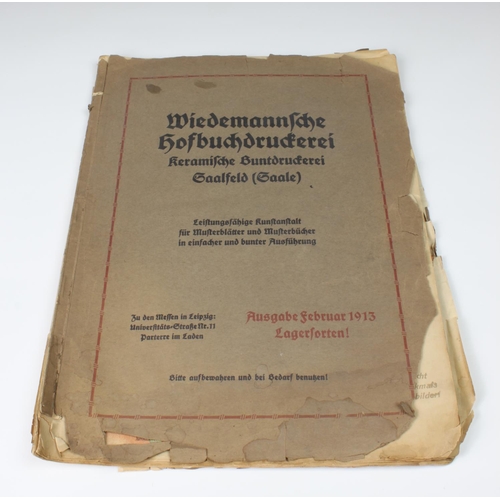 Wiedemannsche
Hofbuchdruckerei
Keramische Buntdruckerei
Saalfeld (Saale)
Leistungsfähige Kunstanstalt
für Musterblätter und Musterbücher
in einfacher und bunter Ausführung
Zu den Messen in Leipzig:
Universitäts-Straße Nr. 11
Parterre im Laden
Ausgabe Februar 1913
Lagersorten!
Bitte aufbewahren und bei Bedarf benutzen!